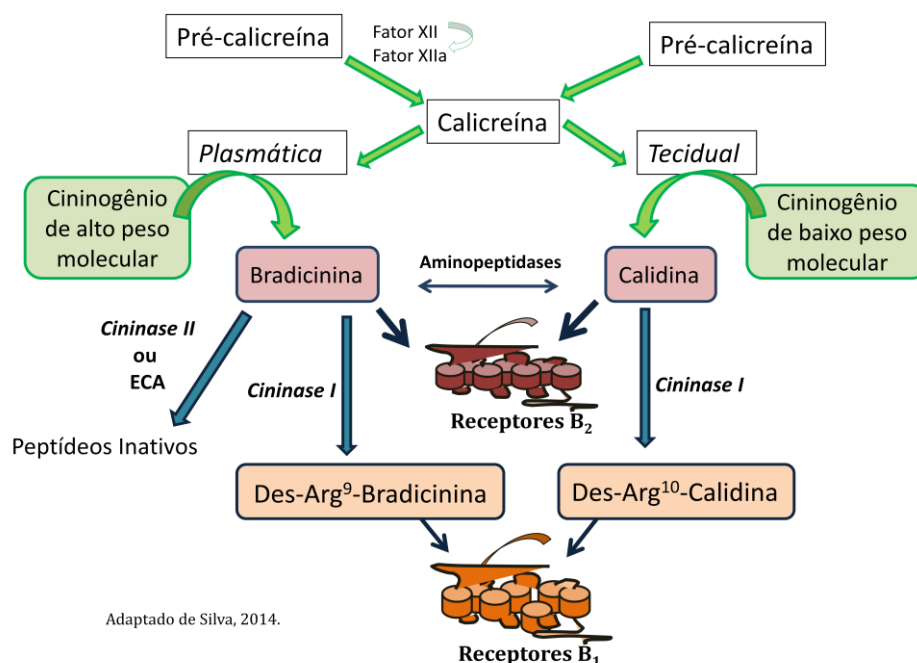 Pré-calicreína
Fator XII
Fator XIIa
Pré-calicreína
Calicreína
Plasmática
Tecidual
Cininogênio
de alto peso
molecular
Cininogênio
de baixo peso
molecular
Bradicinina
Aminopeptidases
Calidina
Cininase II
ou
ECA
Cininase I
Cininase I
Receptores B₂
Peptídeos Inativos
Des-Arg⁹-Bradicinina
Des-Arg¹⁰-Calidina
Adaptado de Silva, 2014.
Receptores B₁